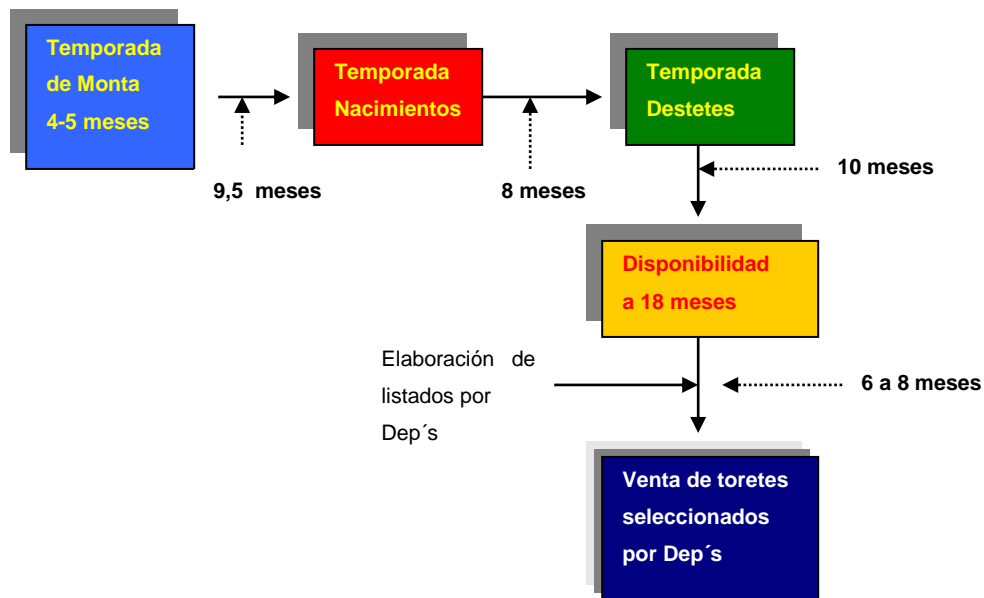 Temporada
de Monta
4-5 meses
Temporada
Nacimientos
Temporada
Destetes
9,5 meses
8 meses
10 meses
Disponibilidad
a 18 meses
Elaboración de
listados por
Dep´s
6 a 8 meses
Venta de toretes
seleccionados
por Dep´s